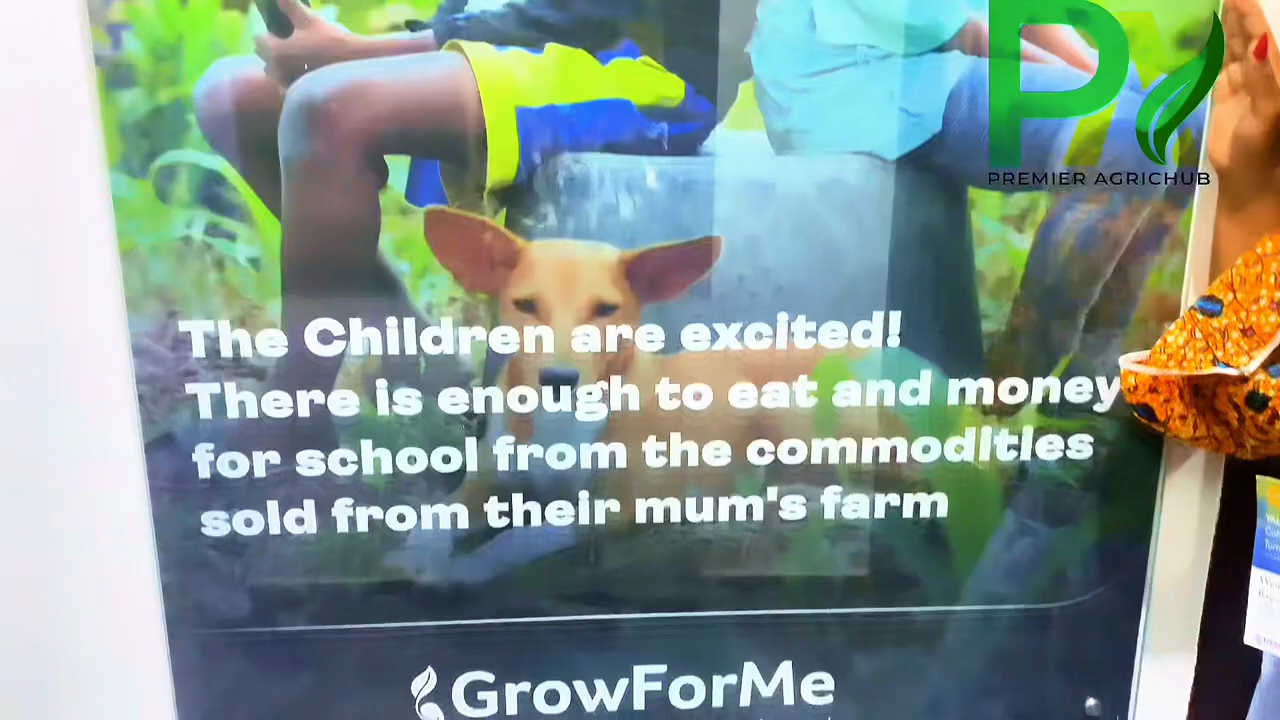 PREMIER AGRICHUB
The Children are excited!
There is enough to eat and money
for school from the commodities
sold from their mum's farm
GrowForMe